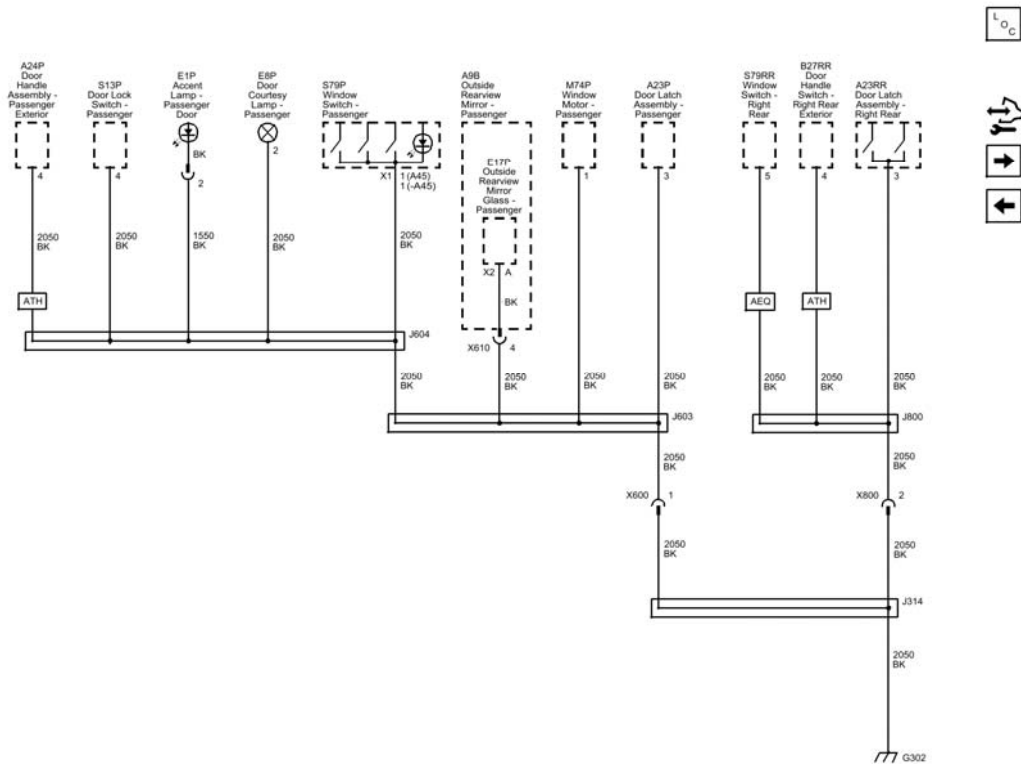 L
O
C
A24P
Door
Handle
Assembly -
Passenger
Exterior
S13P
Door Lock
Switch -
Passenger
E1P
Accent
Lamp -
Passenger
Door
E8P
Door
Courtesy
Lamp -
Passenger
S79P
Window
Switch -
Passenger
A9B
Outside
Rearview
Mirror -
Passenger
M74P
Window
Motor -
Passenger
A23P
Door Latch
Assembly -
Passenger
S79RR
Window
Switch -
Right
Rear
B27RR
Door
Handle
Switch -
Right Rear
Exterior
A23RR
Door Latch
Assembly -
Right Rear
E17P
Outside
Rearview
Mirror
Glass -
Passenger
4
4
BK
2
2
X1
1 (A45)
1 (-A45)
1
3
5
4
3
2050
BK
2050
BK
1550
BK
2050
BK
2050
BK
X2
A
BK
ATH
AEQ
ATH
J604
X610
4
2050
BK
2050
BK
2050
BK
2050
BK
2050
BK
2050
BK
2050
BK
J603
J800
2050
BK
2050
BK
X600
1
X800
2
2050
BK
2050
BK
J314
2050
BK
G302